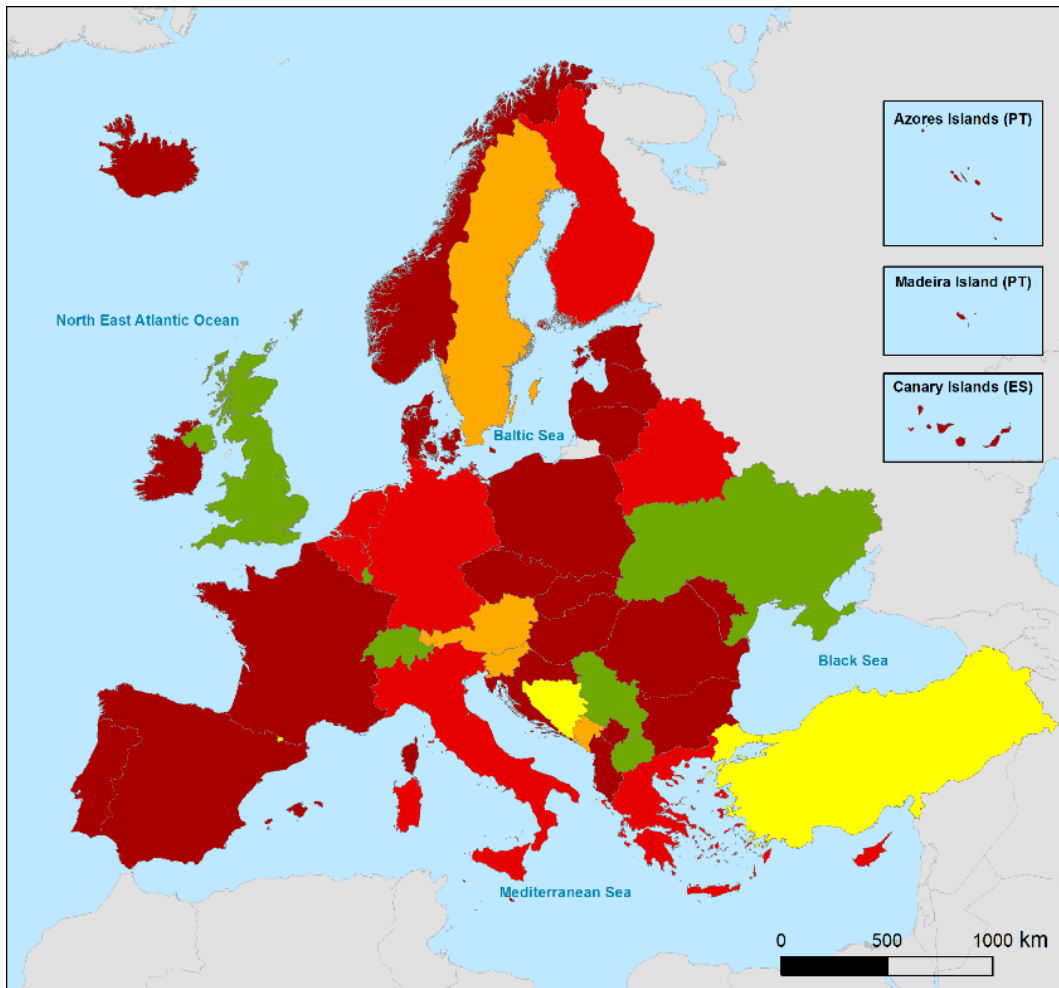 Azores Islands (PT)
Madeira Island (PT)
North East Atlantic Ocean
Canary Islands (ES)
Baltic Sea
Black Sea
Mediterranean Sea
0 500 1000 km